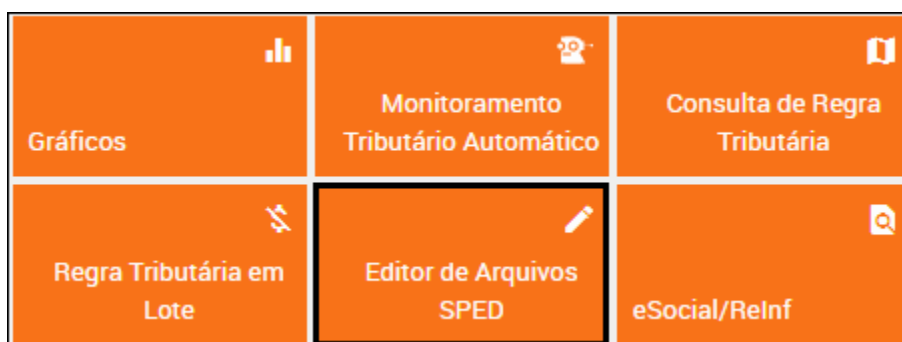 Gráficos
Monitoramento
Tributário Automático
Consulta de Regra
Tributária
Regra Tributária em
Lote
Editor de Arquivos
SPED
eSocial/ReInf